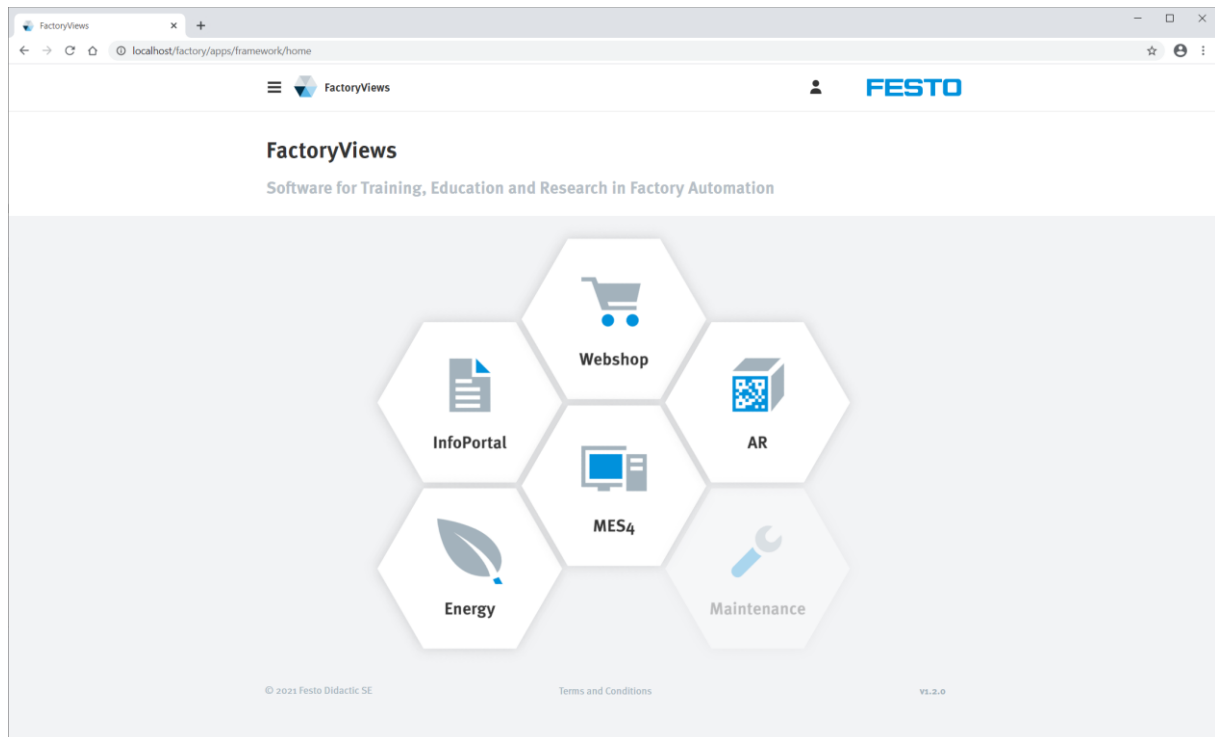 FactoryViews
localhost/factory/apps/framework/home
FactoryViews
FESTO
FactoryViews
Software for Training, Education and Research in Factory Automation
Webshop
InfoPortal
AR
MES4
Energy
Maintenance
© 2021 Festo Didactic SE
Terms and Conditions
v1.2.0